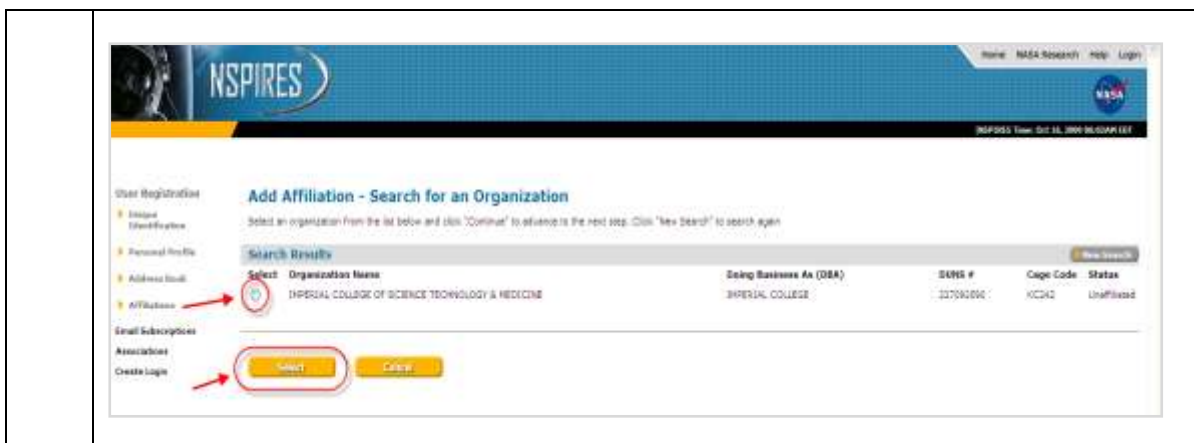 Home NASA Research Help Login
NSPIRES
NASA
User Registration
Unique Identification
Personal Profile
Address Book
Affiliations
Email Subscriptions
Associations
Create Login
Add Affiliation - Search for an Organization
Select an organization from the list below and click "Continue" to advance to the next step. Click "New Search" to search again
Search Results
New Search
Select Organization Name Doing Business As (DBA) DUNS # Cage Code Status
IMPERIAL COLLEGE OF SCIENCE TECHNOLOGY & MEDICINE IMPERIAL COLLEGE Unaffiliated
Select Cancel